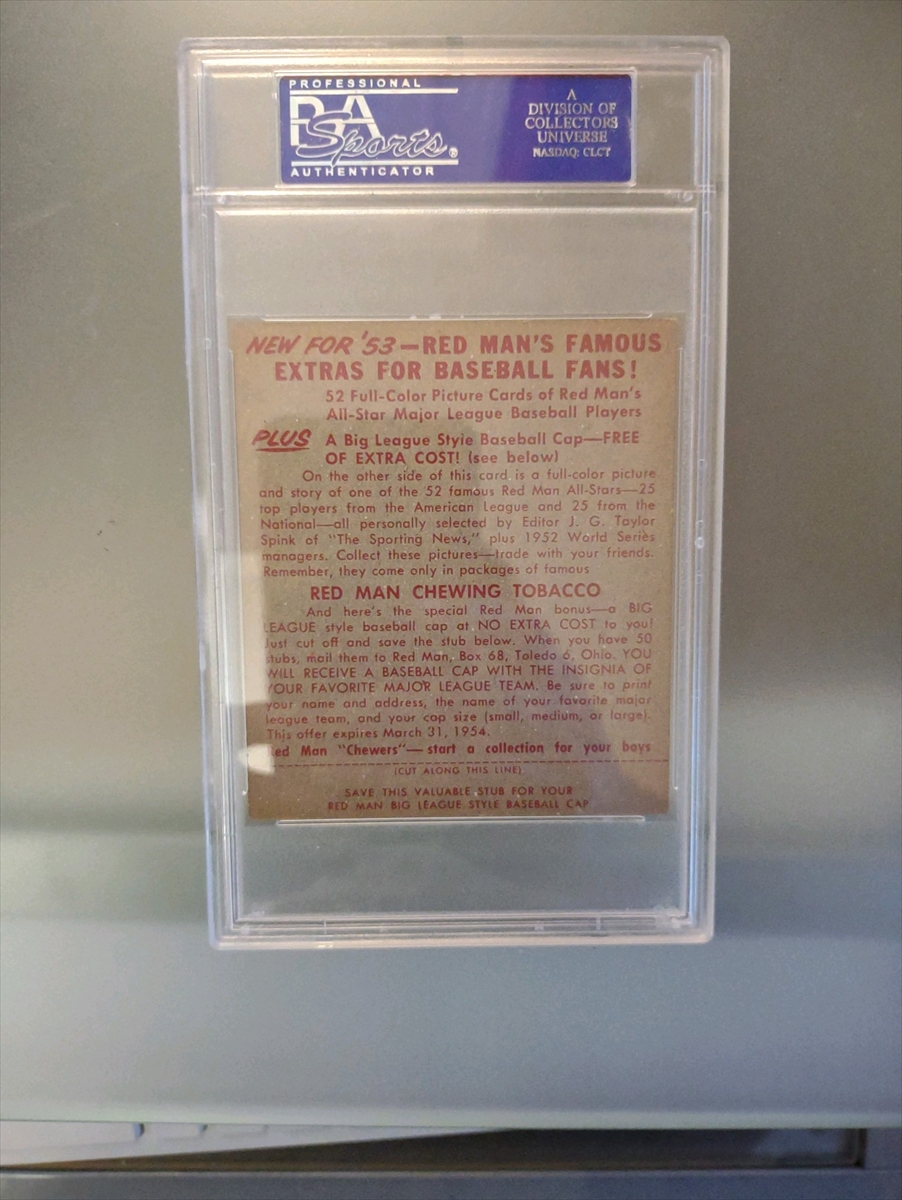 PROFESSIONAL
PSA
Sports®
AUTHENTICATOR
A
DIVISION OF
COLLECTORS
UNIVERSE
NASDAQ: CLCT
NEW FOR '53—RED MAN'S FAMOUS
EXTRAS FOR BASEBALL FANS!
52 Full-Color Picture Cards of Red Man's
All-Star Major League Baseball Players
PLUS A Big League Style Baseball Cap—FREE
OF EXTRA COST! (see below)
On the other side of this card is a full-color picture
and story of one of the 52 famous Red Man All-Stars—25
top players from the American League and 25 from the
National—all personally selected by Editor J. G. Taylor
Spink of "The Sporting News," plus 1952 World Series
managers. Collect these pictures—trade with your friends.
Remember, they come only in packages of famous
RED MAN CHEWING TOBACCO
And here's the special Red Man bonus—a BIG
LEAGUE style baseball cap at NO EXTRA COST to you!
Just cut off and save the stub below. When you have 50
stubs, mail them to Red Man, Box 68, Toledo 6, Ohio. YOU
WILL RECEIVE A BASEBALL CAP WITH THE INSIGNIA OF
YOUR FAVORITE MAJOR LEAGUE TEAM. Be sure to print
your name and address, the name of your favorite major
league team, and your cap size (small, medium, or large).
This offer expires March 31, 1954.
Red Man "Chewers"—start a collection for your boys
(CUT ALONG THIS LINE)
SAVE THIS VALUABLE STUB FOR YOUR
RED MAN BIG LEAGUE STYLE BASEBALL CAP